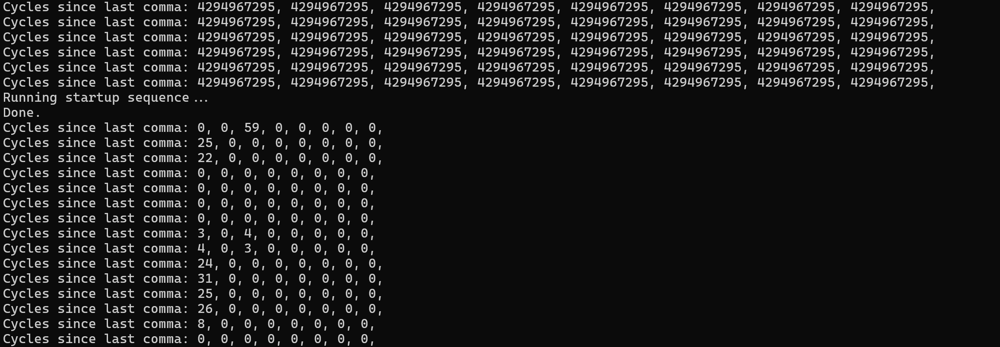 Cycles since last comma: 4294967295, 4294967295, 4294967295, 4294967295, 4294967295, 4294967295, 4294967295, 4294967295,
Cycles since last comma: 4294967295, 4294967295, 4294967295, 4294967295, 4294967295, 4294967295, 4294967295, 4294967295,
Cycles since last comma: 4294967295, 4294967295, 4294967295, 4294967295, 4294967295, 4294967295, 4294967295, 4294967295,
Cycles since last comma: 4294967295, 4294967295, 4294967295, 4294967295, 4294967295, 4294967295, 4294967295, 4294967295,
Cycles since last comma: 4294967295, 4294967295, 4294967295, 4294967295, 4294967295, 4294967295, 4294967295, 4294967295,
Cycles since last comma: 4294967295, 4294967295, 4294967295, 4294967295, 4294967295, 4294967295, 4294967295, 4294967295,
Running startup sequence...
Done.
Cycles since last comma: 0, 0, 59, 0, 0, 0, 0, 0,
Cycles since last comma: 25, 0, 0, 0, 0, 0, 0, 0,
Cycles since last comma: 22, 0, 0, 0, 0, 0, 0, 0,
Cycles since last comma: 0, 0, 0, 0, 0, 0, 0, 0,
Cycles since last comma: 0, 0, 0, 0, 0, 0, 0, 0,
Cycles since last comma: 0, 0, 0, 0, 0, 0, 0, 0,
Cycles since last comma: 0, 0, 0, 0, 0, 0, 0, 0,
Cycles since last comma: 3, 0, 4, 0, 0, 0, 0, 0,
Cycles since last comma: 4, 0, 3, 0, 0, 0, 0, 0,
Cycles since last comma: 24, 0, 0, 0, 0, 0, 0, 0,
Cycles since last comma: 31, 0, 0, 0, 0, 0, 0, 0,
Cycles since last comma: 25, 0, 0, 0, 0, 0, 0, 0,
Cycles since last comma: 26, 0, 0, 0, 0, 0, 0, 0,
Cycles since last comma: 8, 0, 0, 0, 0, 0, 0, 0,
Cycles since last comma: 0, 0, 0, 0, 0, 0, 0, 0,